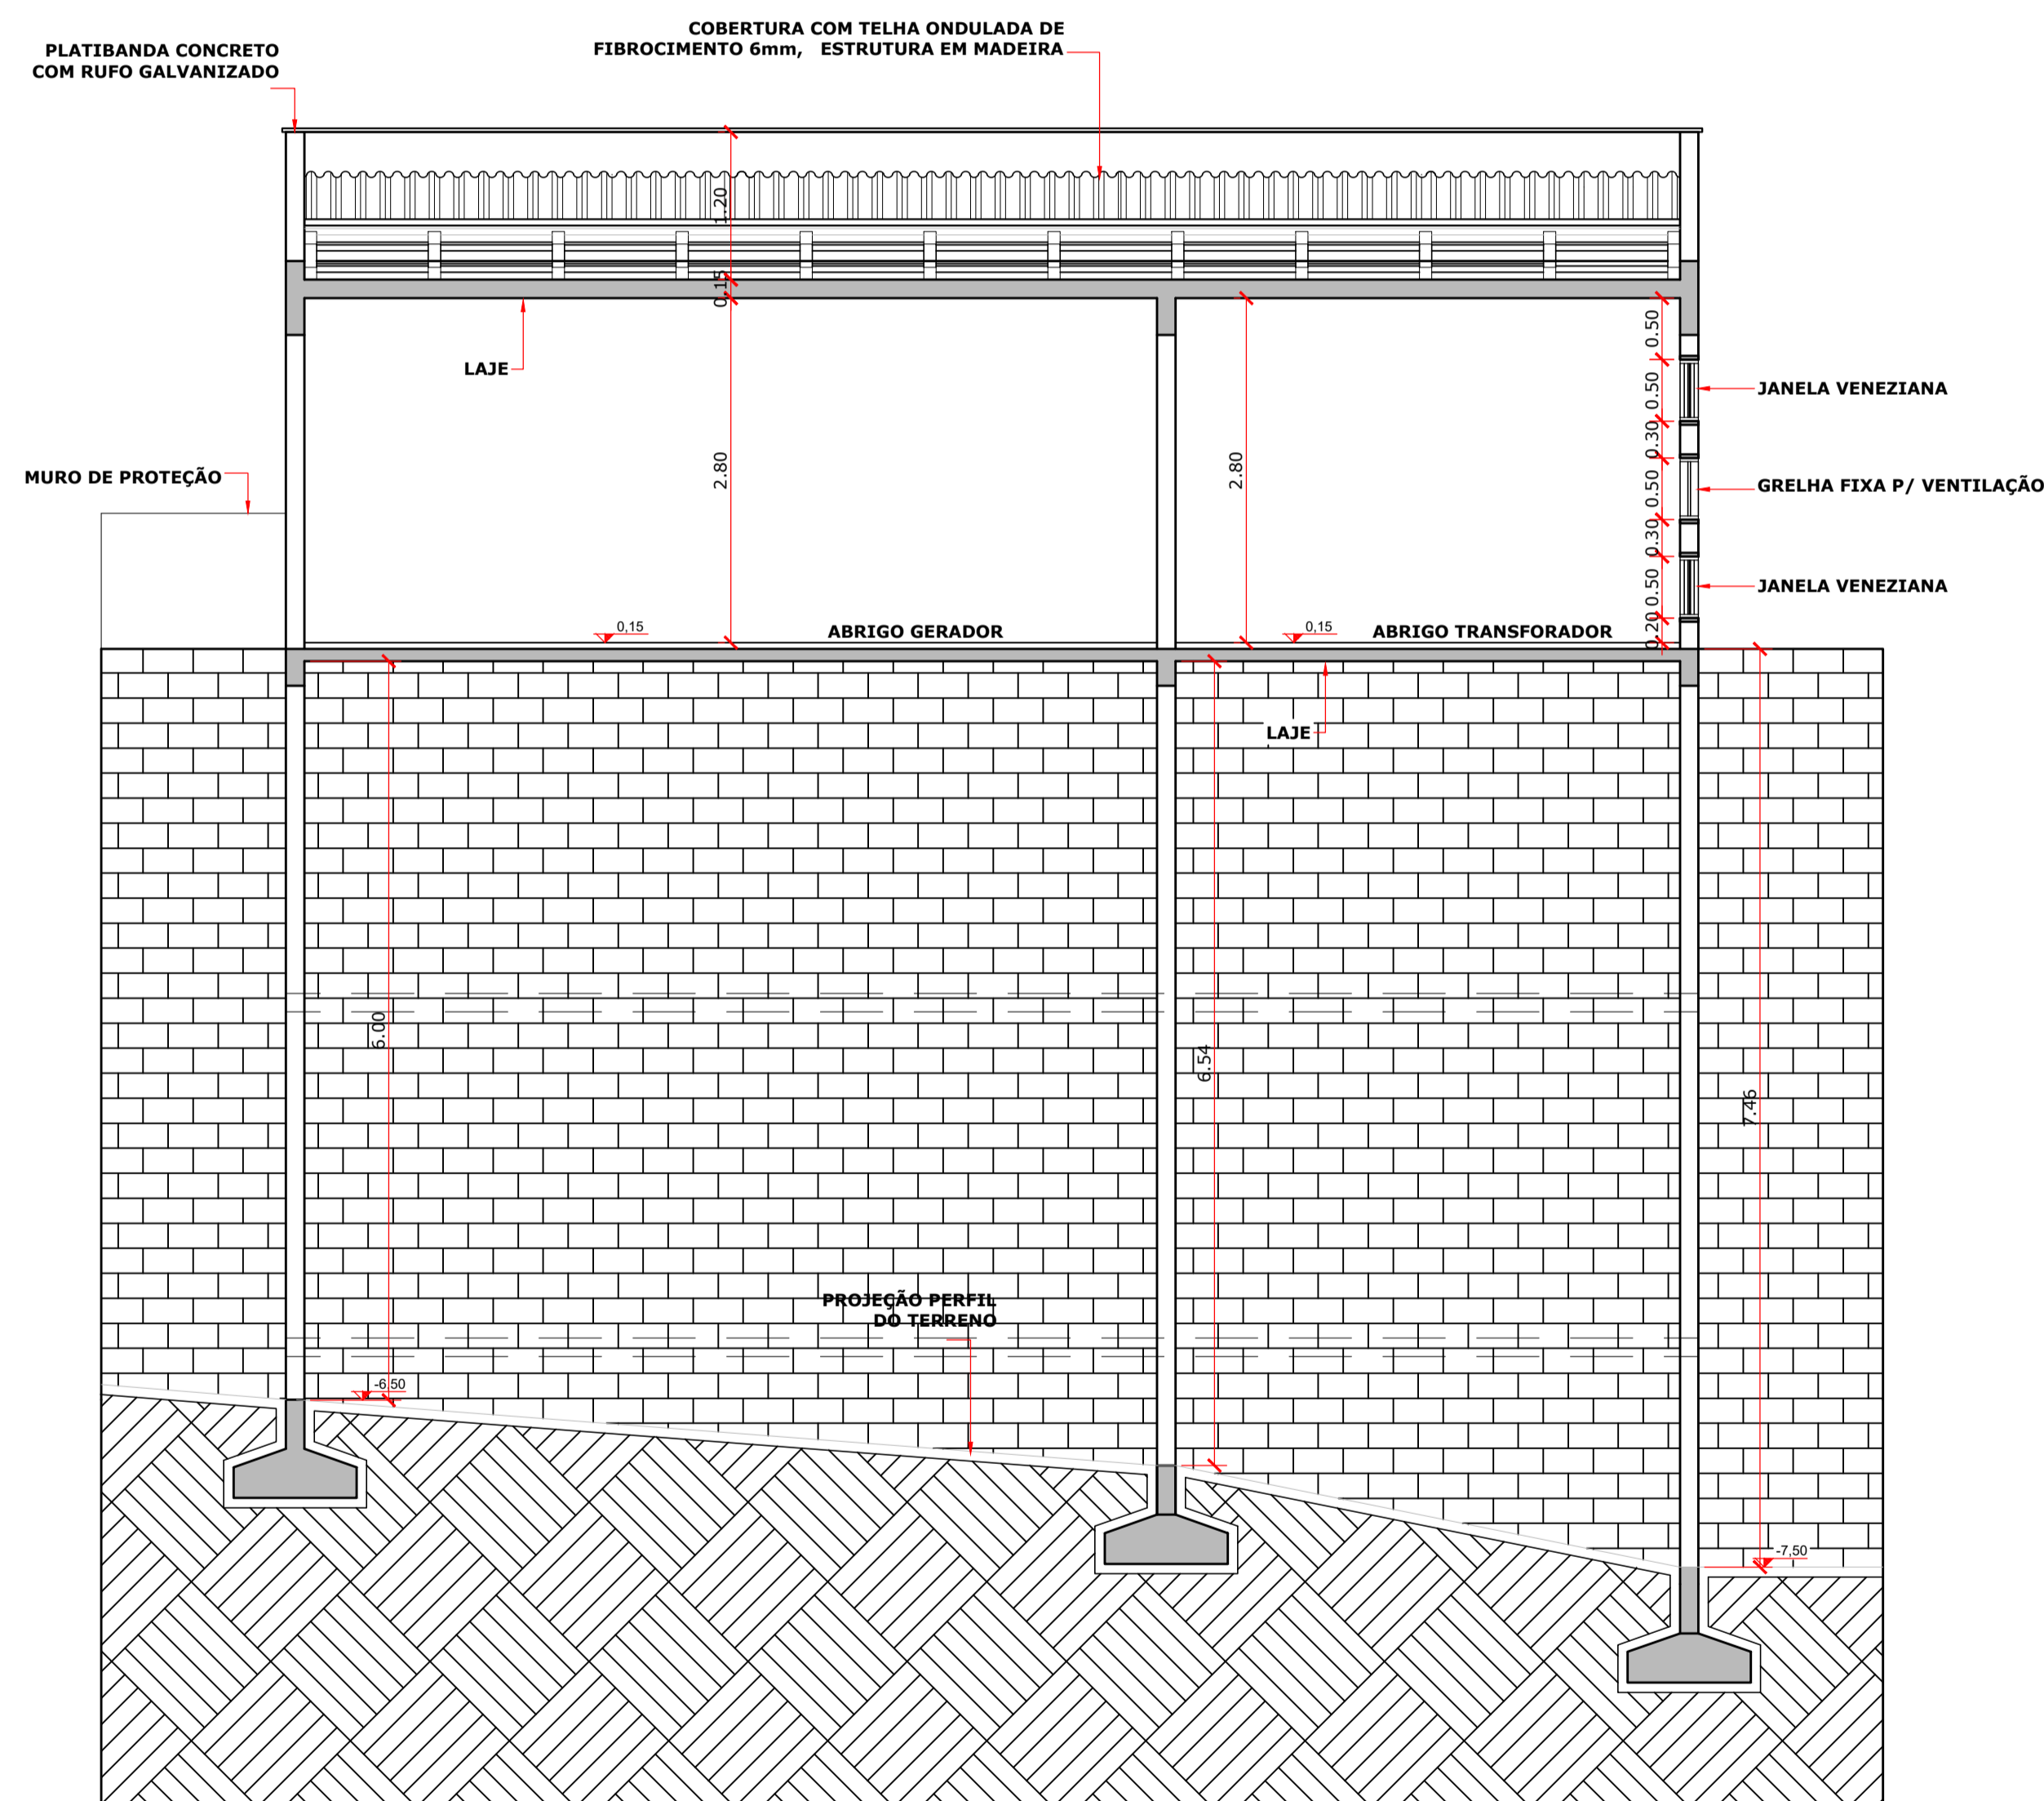 COBERTURA COM TELHA ONDULADA DE
FIBROCIMENTO 6mm, ESTRUTURA EM MADEIRA
PLATIBANDA CONCRETO
COM RUFO GALVANIZADO
1.20
0.15
LAJE
2.80
2.80
0.50
0.50
0.30
0.50
0.30
0.50
0,20
JANELA VENEZIANA
GRELHA FIXA P/ VENTILAÇÃO
JANELA VENEZIANA
MURO DE PROTEÇÃO
0,15
ABRIGO GERADOR
0,15
ABRIGO TRANSFORADOR
LAJE
6.00
6.54
7.46
PROJEÇÃO PERFIL
DO TERRENO
-6,50
-7,50